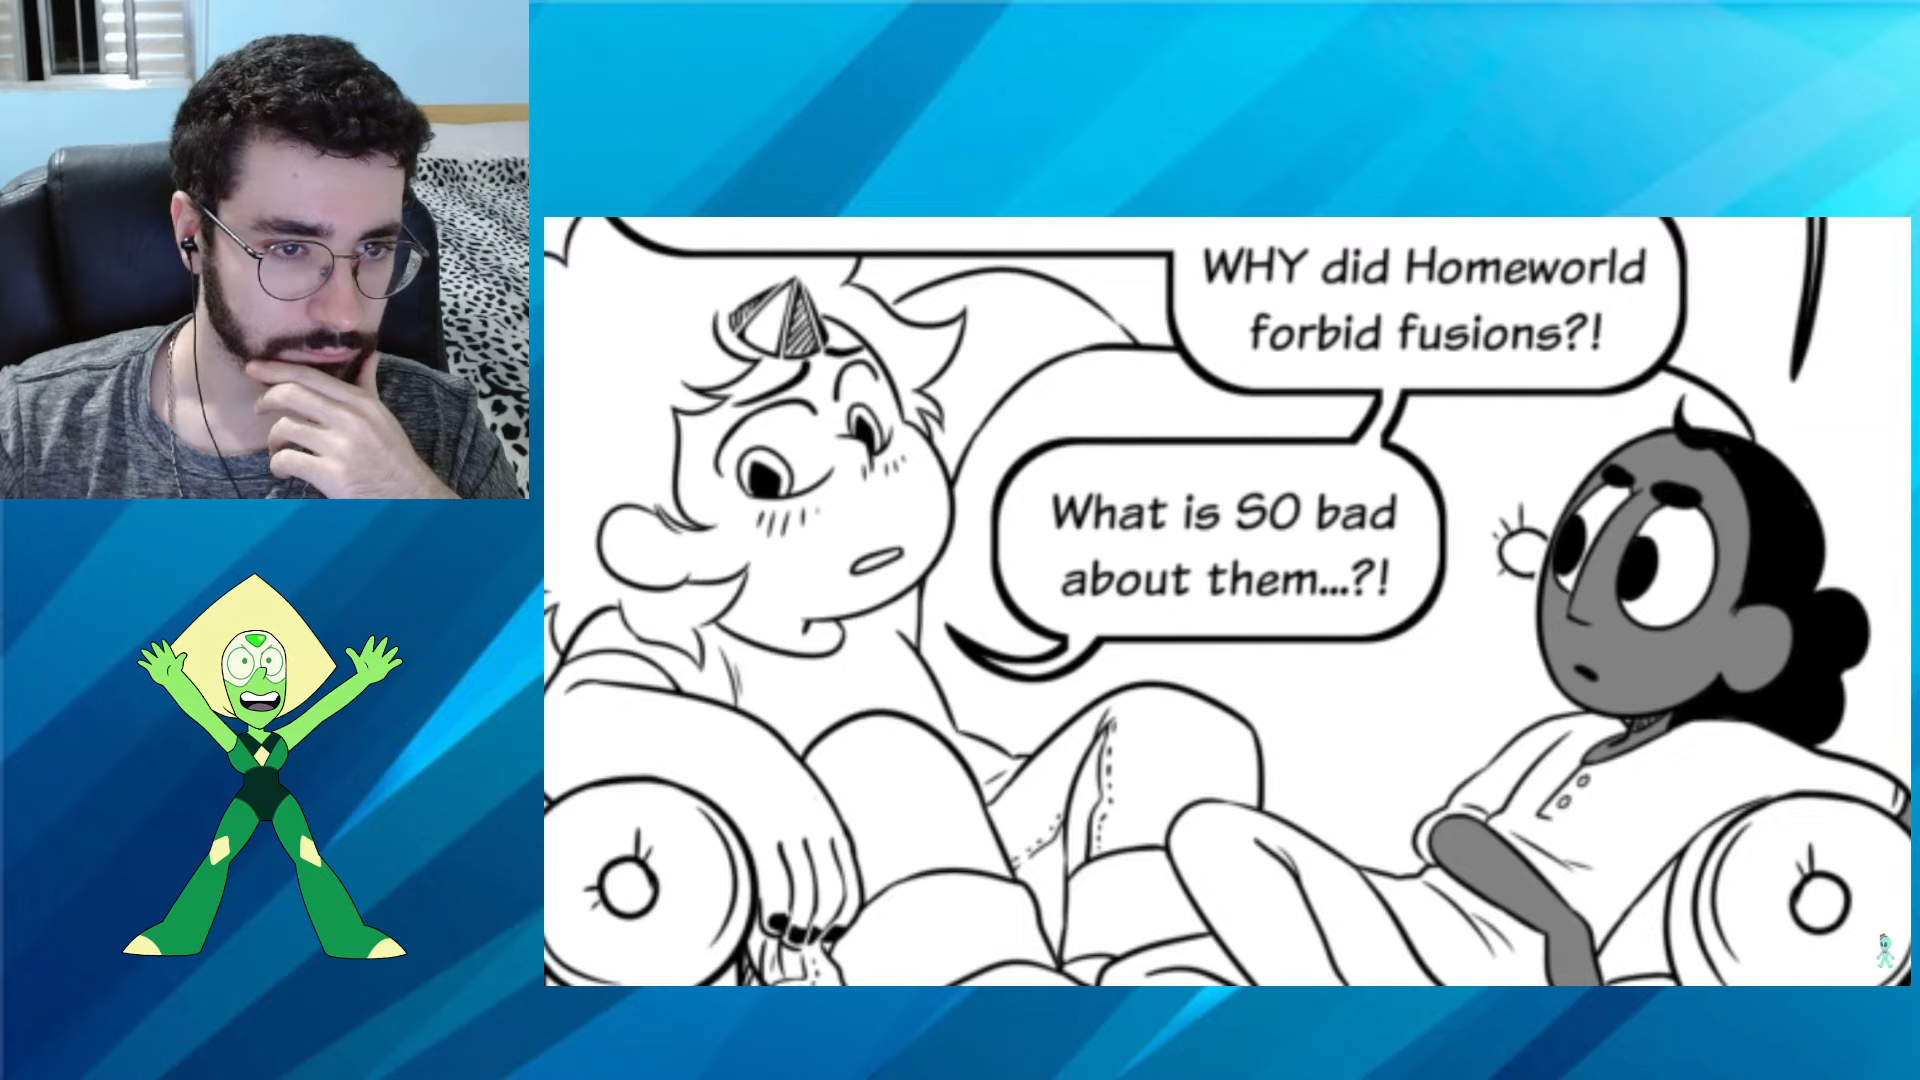 WHY did Homeworld
forbid fusions?!
What is SO bad
about them...?!